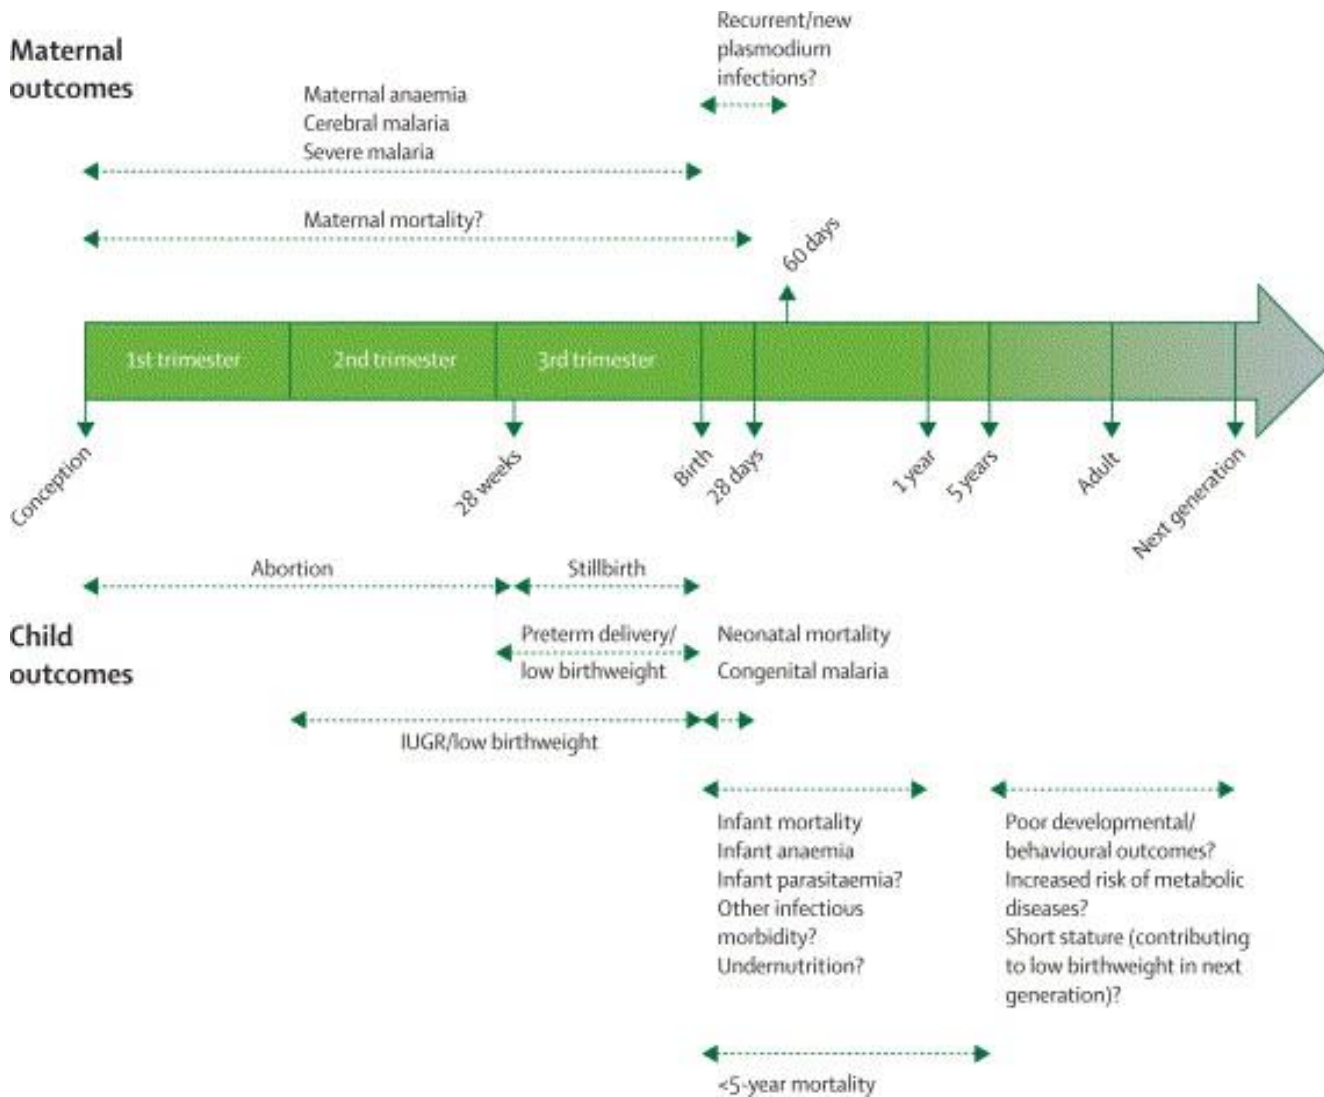 Maternal
outcomes
Recurrent/new
plasmodium
infections?
Maternal anaemia
Cerebral malaria
Severe malaria
Maternal mortality?
60 days
1st trimester
2nd trimester
3rd trimester
Conception
28 weeks
Birth
28 days
1 year
5 years
Adult
Next generation
Abortion
Stillbirth
Child
outcomes
Preterm delivery/
low birthweight
Neonatal mortality
Congenital malaria
IUGR/low birthweight
Infant mortality
Infant anaemia
Infant parasitaemia?
Other infectious
morbidity?
Undernutrition?
Poor developmental/
behavioural outcomes?
Increased risk of metabolic
diseases?
Short stature (contributing
to low birthweight in next
generation)?
<5-year mortality